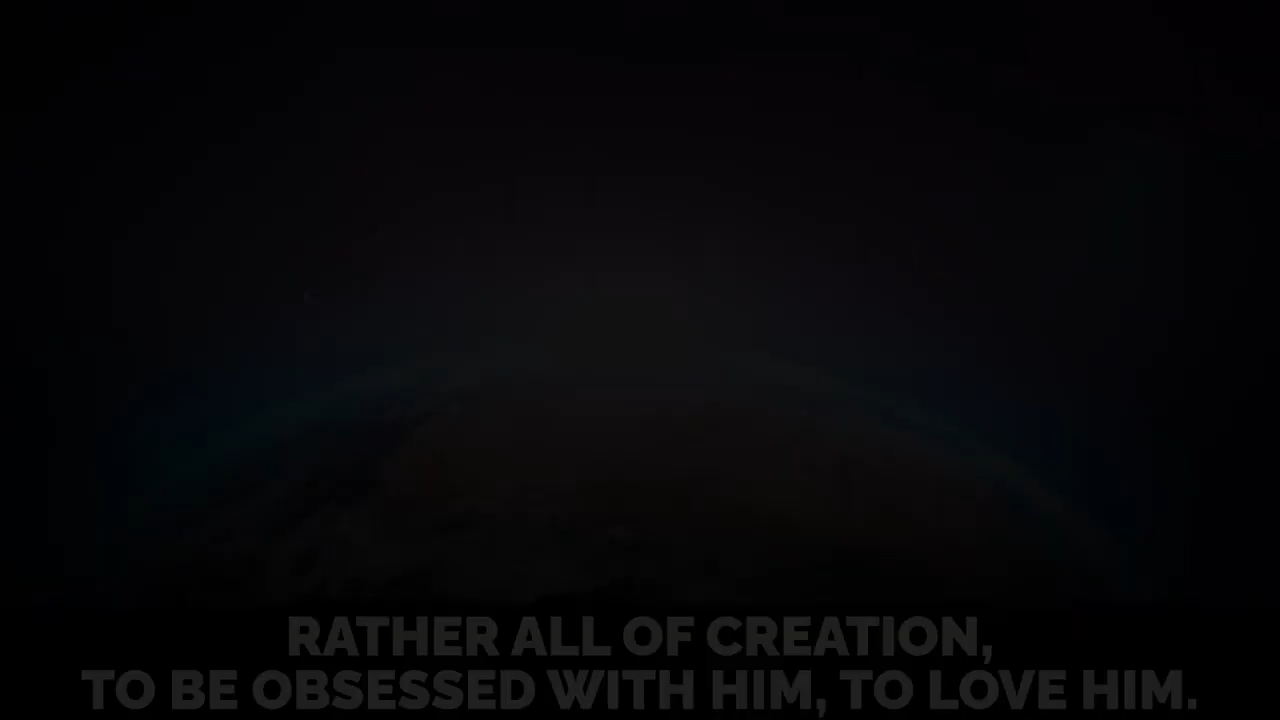 RATHER ALL OF CREATION,
TO BE OBSESSED WITH HIM, TO LOVE HIM.